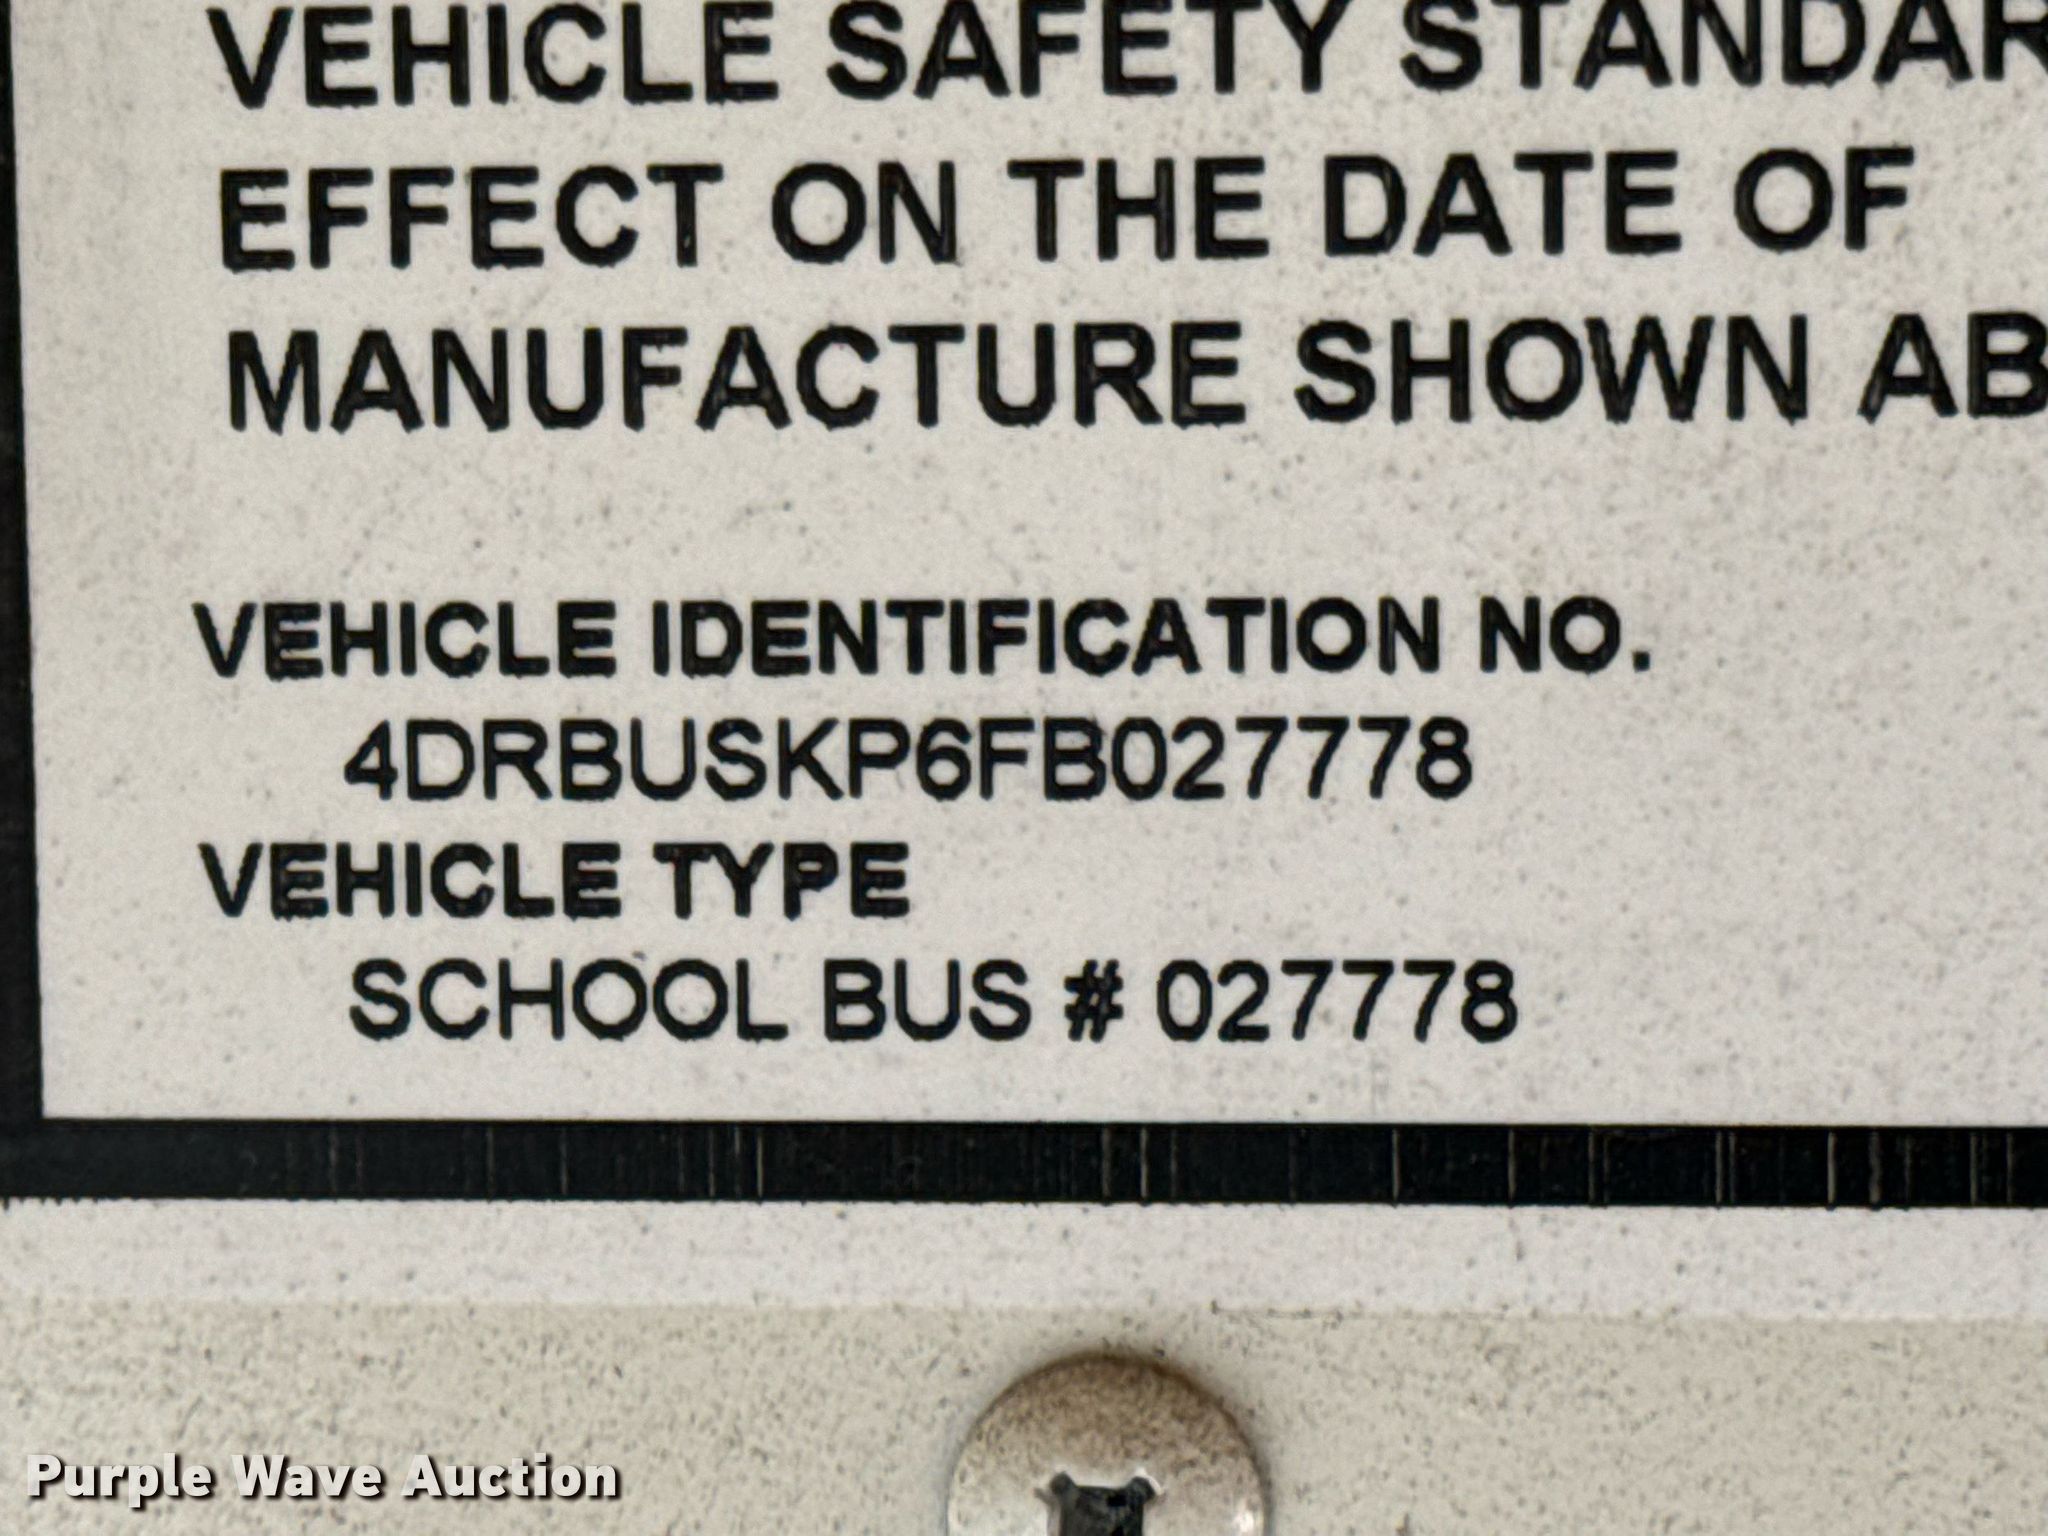 VEHICLE SAFETY STANDAR
EFFECT ON THE DATE OF
MANUFACTURE SHOWN AB
VEHICLE IDENTIFICATION NO.
4DRBUSKP6FB027778
VEHICLE TYPE
SCHOOL BUS # 027778
Purple Wave Auction